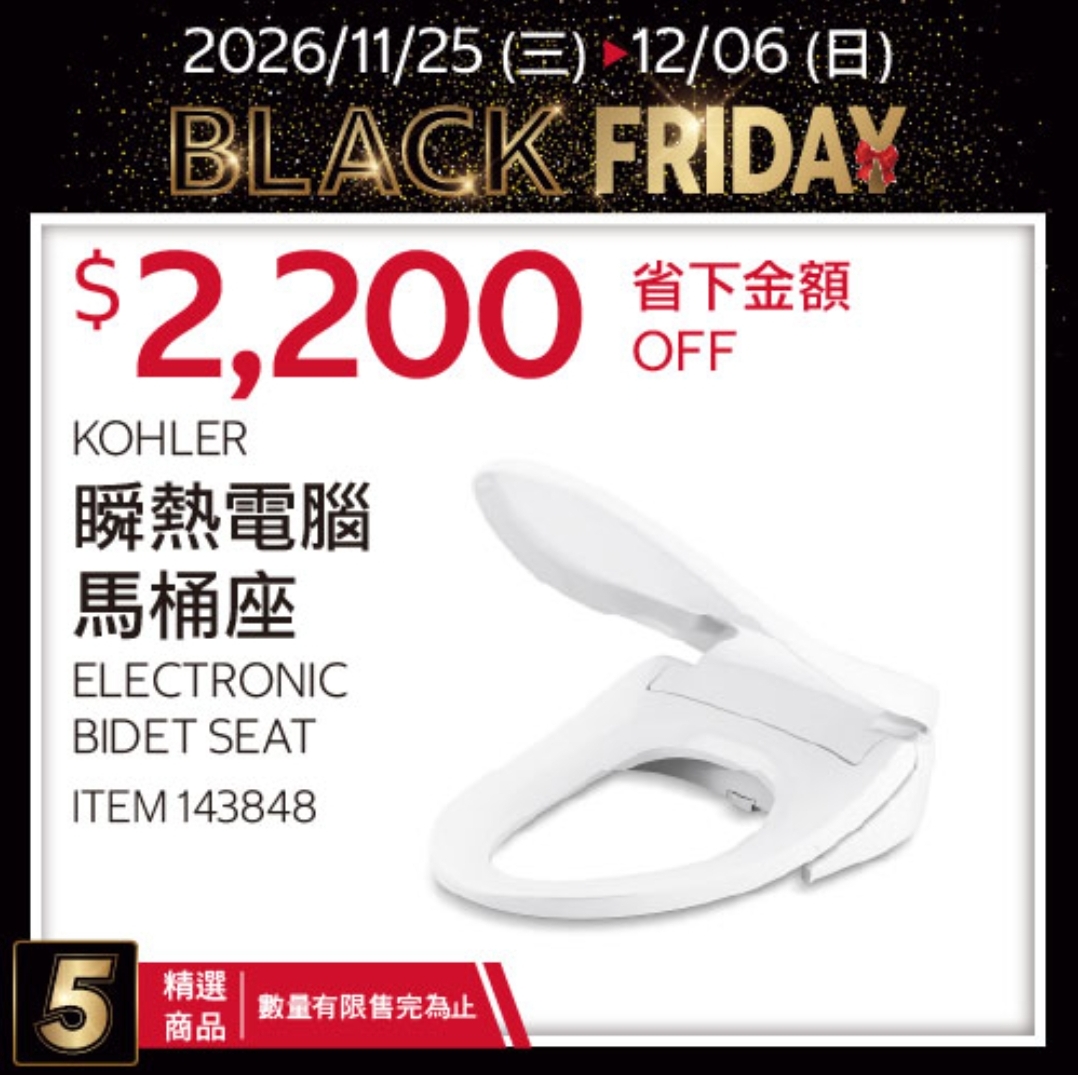 2026/11/25 (三) ▶ 12/06 (日)
BLACK FRIDAY
$2,200 省下金額
OFF
KOHLER
瞬熱電腦
馬桶座
ELECTRONIC
BIDET SEAT
ITEM 143848
5
精選
商品
數量有限售完為止